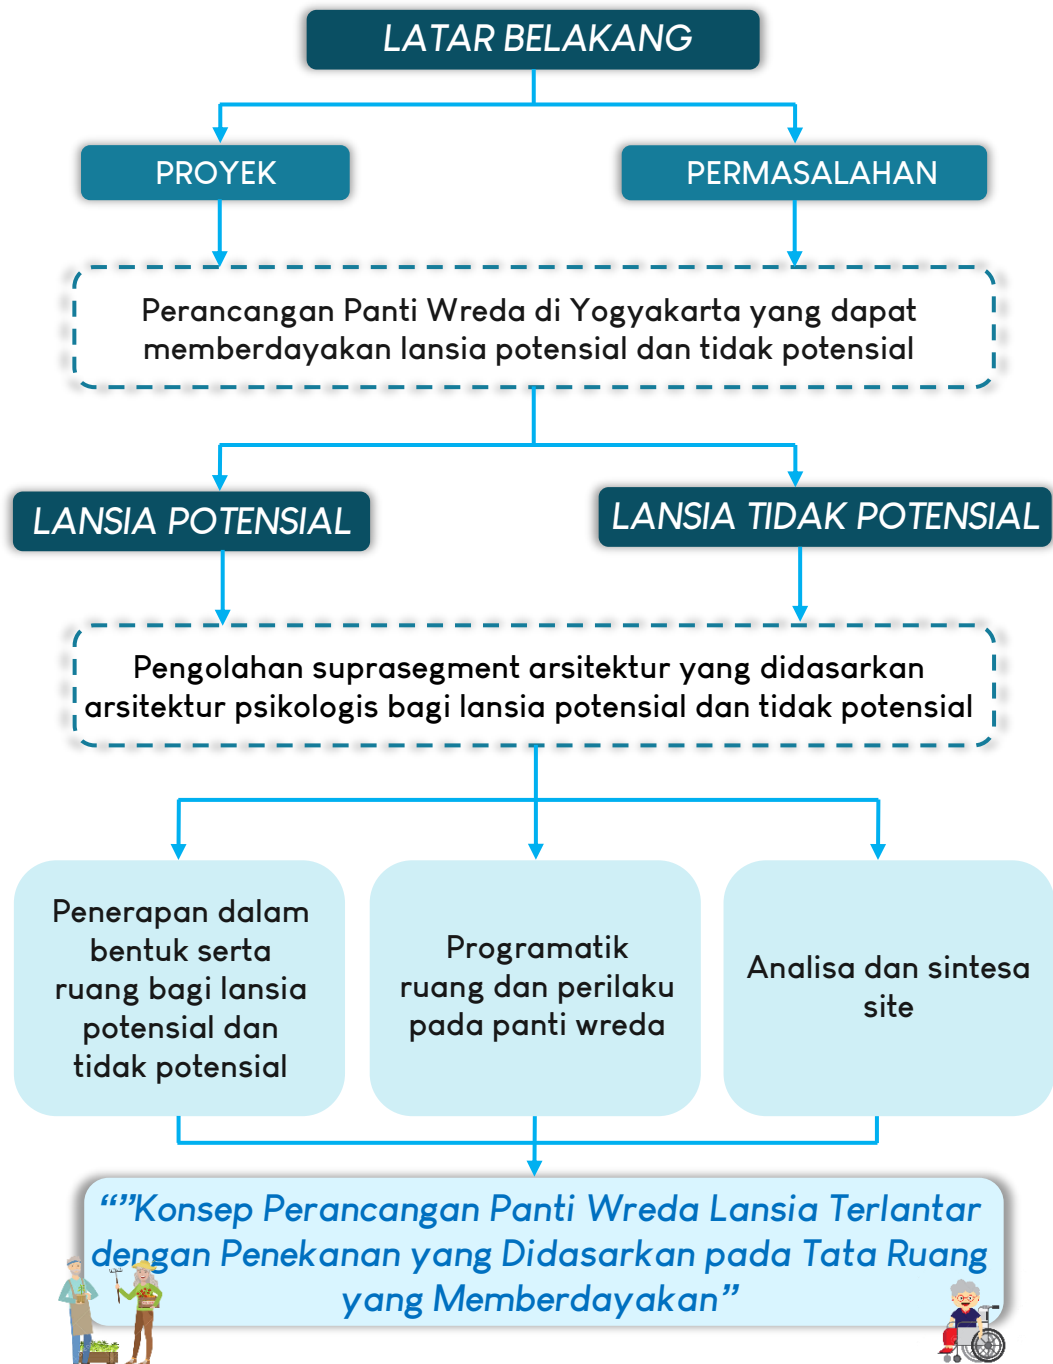 LATAR BELAKANG
PROYEK
PERMASALAHAN
Perancangan Panti Wreda di Yogyakarta yang dapat
memberdayakan lansia potensial dan tidak potensial
LANSIA POTENSIAL
LANSIA TIDAK POTENSIAL
Pengolahan suprasegment arsitektur yang didasarkan
arsitektur psikologis bagi lansia potensial dan tidak potensial
Penerapan dalam
bentuk serta
ruang bagi lansia
potensial dan
tidak potensial
Programatik
ruang dan perilaku
pada panti wreda
Analisa dan sintesa
site
“”Konsep Perancangan Panti Wreda Lansia Terlantar
dengan Penekanan yang Didasarkan pada Tata Ruang
yang Memberdayakan”